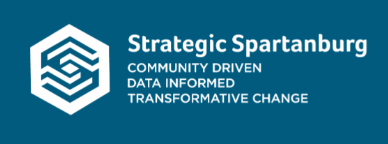 Strategic Spartanburg
COMMUNITY DRIVEN
DATA INFORMED
TRANSFORMATIVE CHANGE